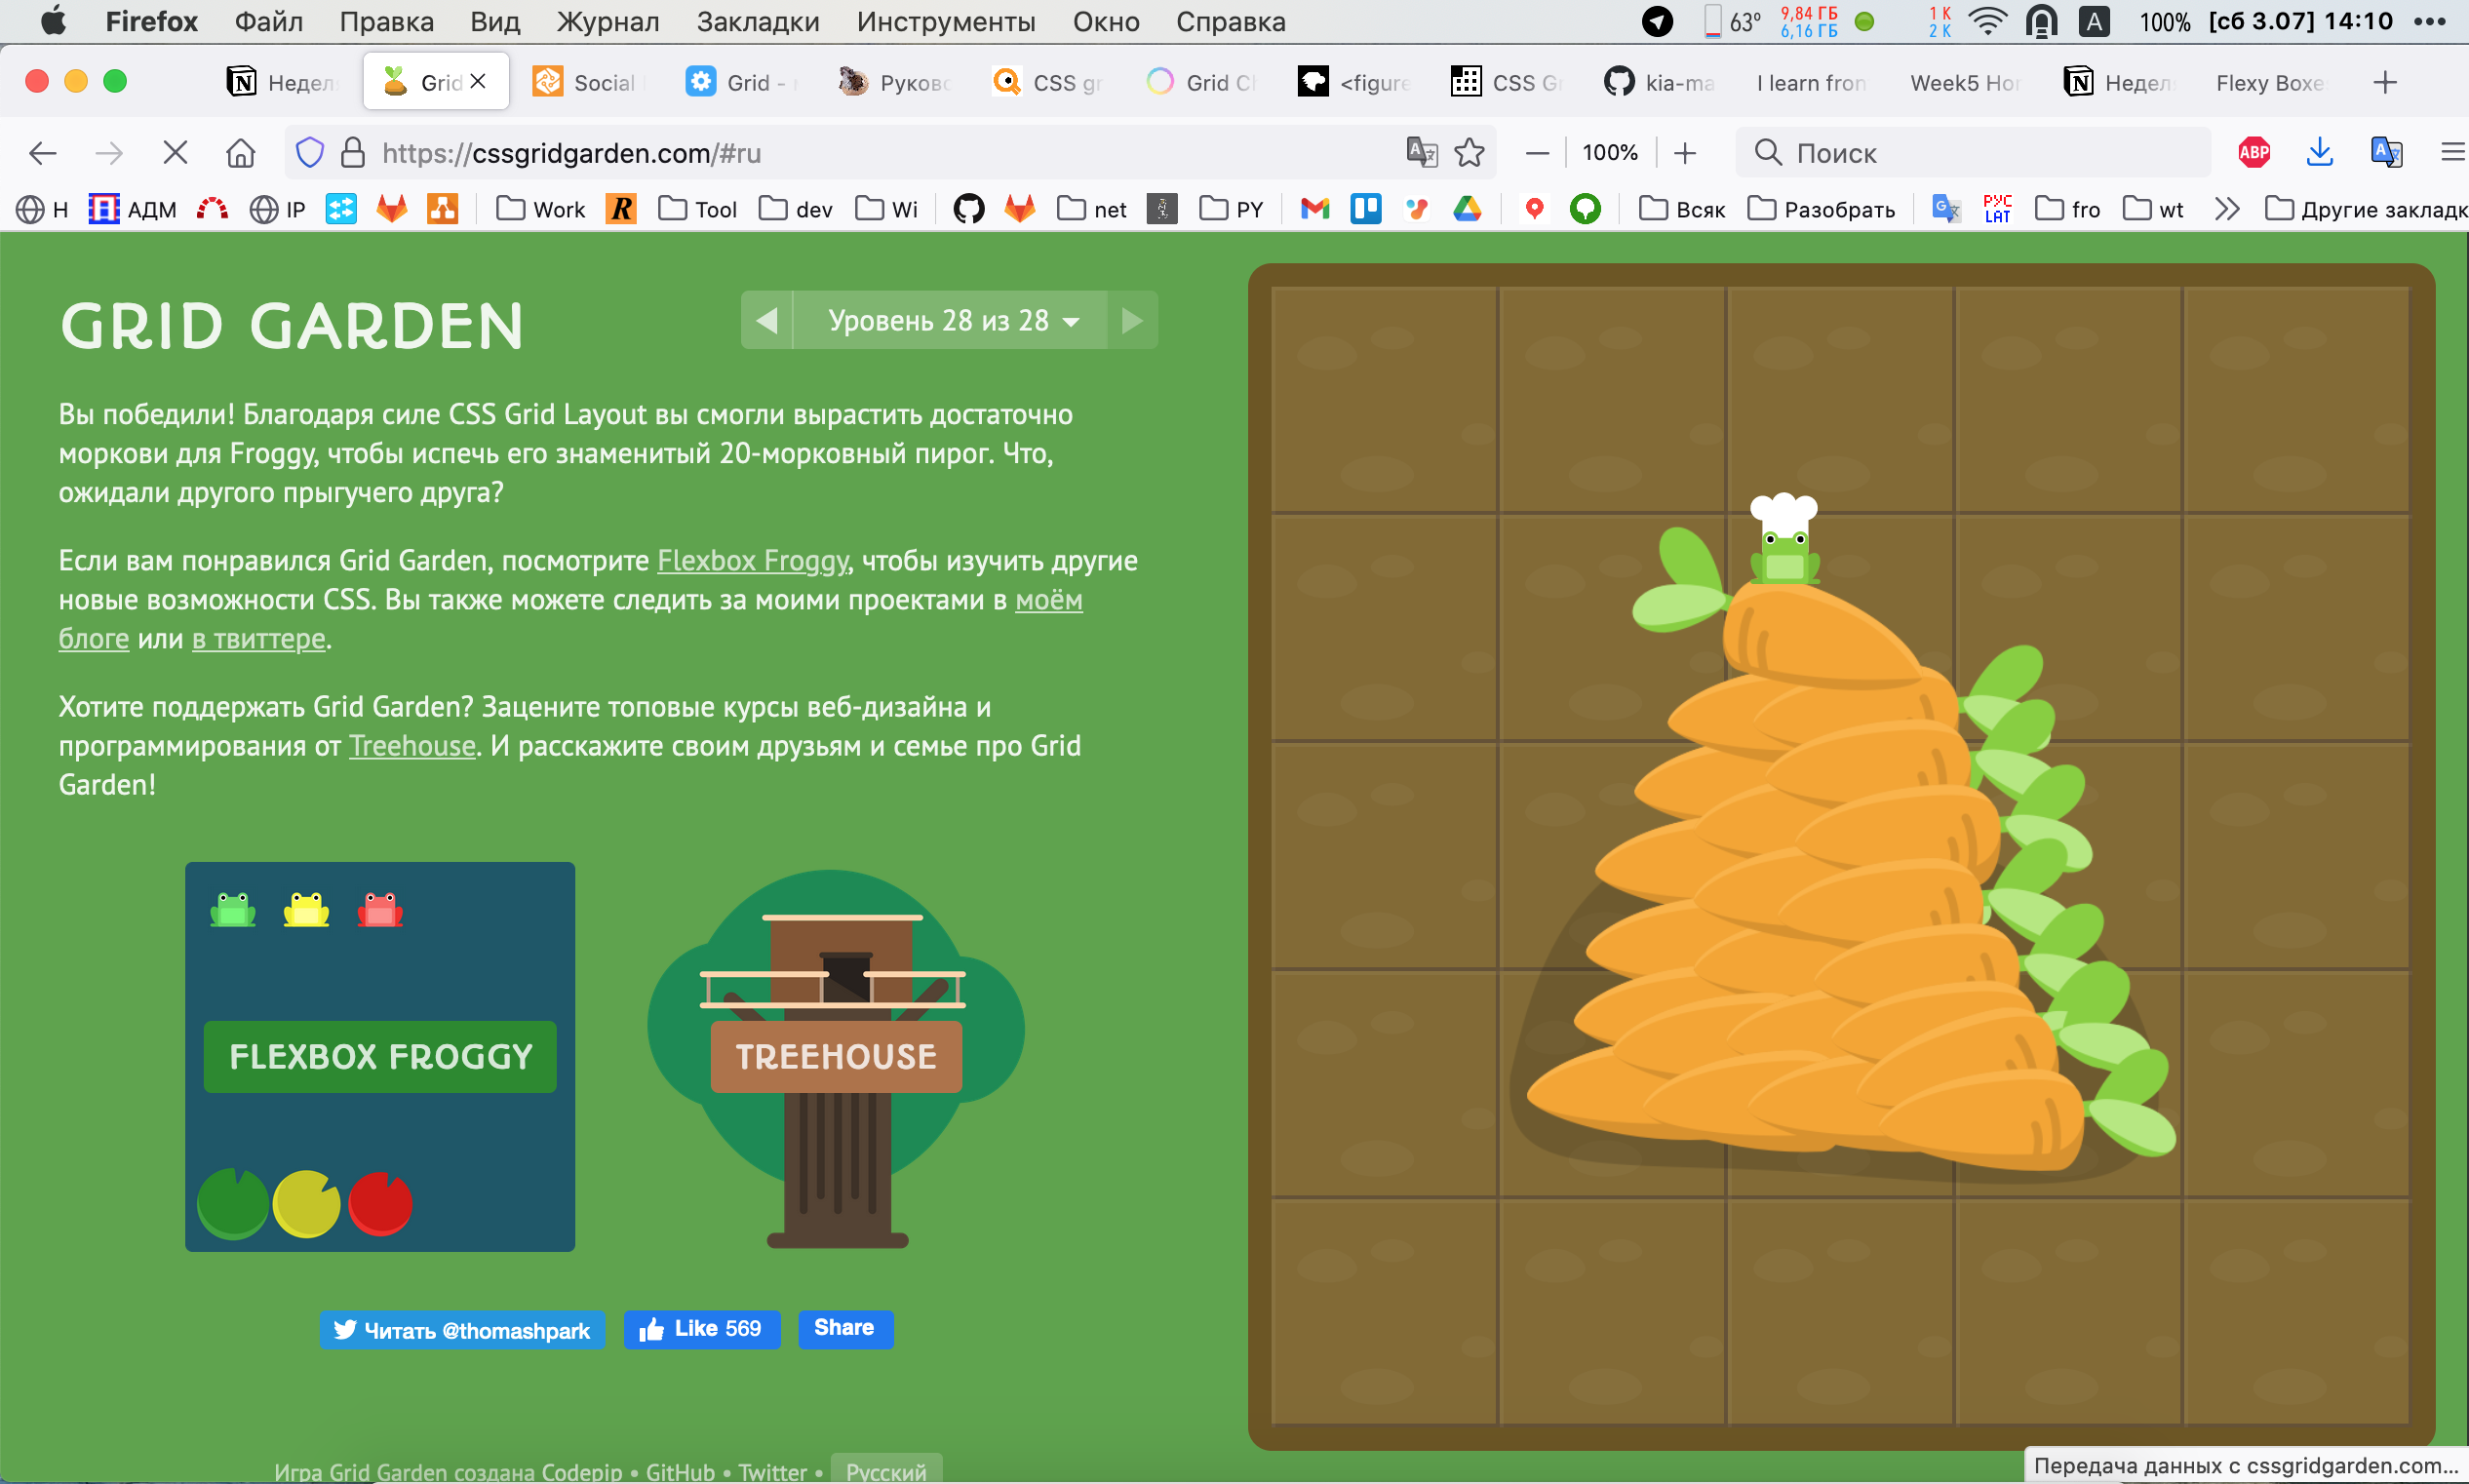 Firefox Файл Правка Вид Журнал Закладки Инструменты Окно Справка
63° 9,84 ГБ 6,16 ГБ 1 K 2 K A 100% [сб 3.07] 14:10
Недел Grid Social Grid - Руково CSS gr Grid <figure CSS Gr kia-ma I learn fron Week5 Недел Flexy Boxe
https://cssgridgarden.com/#ru 100% Поиск ABP
Н АДМ IP Work R Tool dev Wi net PY Всяк Разобрать РУС LAT fro wt Другие закладк
GRID GARDEN
Уровень 28 из 28
Вы победили! Благодаря силе CSS Grid Layout вы смогли вырастить достаточно
моркови для Froggy, чтобы испечь его знаменитый 20-морковный пирог. Что,
ожидали другого прыгучего друга?
Если вам понравился Grid Garden, посмотрите Flexbox Froggy, чтобы изучить другие
новые возможности CSS. Вы также можете следить за моими проектами в моём
блоге или в твиттере.
Хотите поддержать Grid Garden? Зацените топовые курсы веб-дизайна и
программирования от Treehouse. И расскажите своим друзьям и семье про Grid
Garden!
FLEXBOX FROGGY
TREEHOUSE
Читать @thomashpark Like 569 Share
Игра Grid Garden создана Codepip • GitHub • Twitter • Русский
Передача данных с cssgridgarden.com...